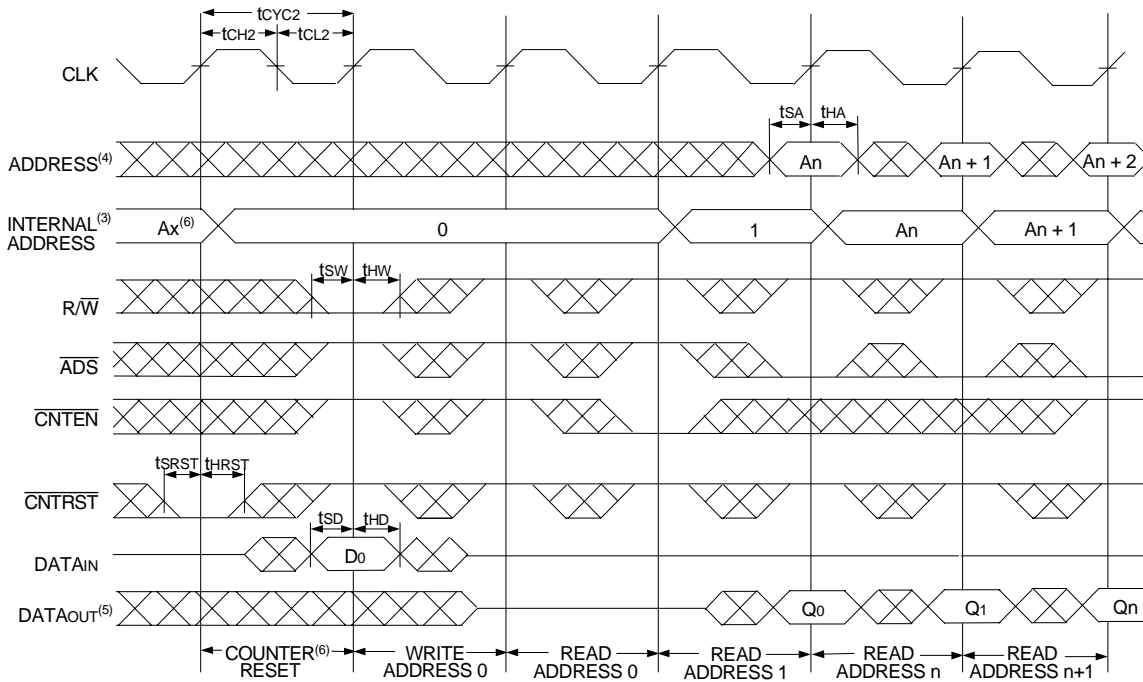 tCYC2
tCH2 tCL2
CLK
tSA tHA
ADDRESS(4) An An + 1 An + 2
INTERNAL(3) ADDRESS Ax(6) 0 1 An An + 1
tSW tHW
R/W
ADS
CNTEN
tSRST tHRST
CNTRST
tSD tHD
DATAIN D0
DATAOUT(5) Q0 Q1 Qn
COUNTER(6) WRITE READ READ READ READ
RESET ADDRESS 0 ADDRESS 0 ADDRESS 1 ADDRESS n ADDRESS n+1